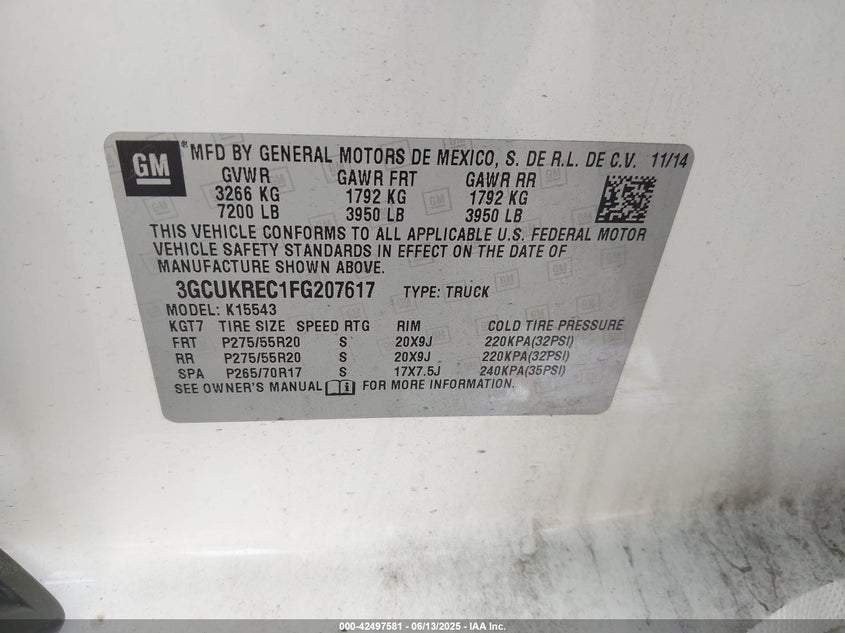 GM ® MFD BY GENERAL MOTORS DE MEXICO, S. DE R.L. DE C.V. 11/14
GVWR GAWR FRT GAWR RR
3266 KG 1792 KG 1792 KG
7200 LB 3950 LB 3950 LB
THIS VEHICLE CONFORMS TO ALL APPLICABLE U.S. FEDERAL MOTOR
VEHICLE SAFETY STANDARDS IN EFFECT ON THE DATE OF
MANUFACTURE SHOWN ABOVE.
3GCUKREC1FG207617 TYPE: TRUCK
MODEL: K15543
KGT7 TIRE SIZE SPEED RTG RIM COLD TIRE PRESSURE
FRT P275/55R20 S 20X9J 220KPA(32PSI)
RR P275/55R20 S 20X9J 220KPA(32PSI)
SPA P265/70R17 S 17X7.5J 240KPA(35PSI)
SEE OWNER'S MANUAL FOR MORE INFORMATION.
000-42497581 - 06/13/2025 - IAA Inc.